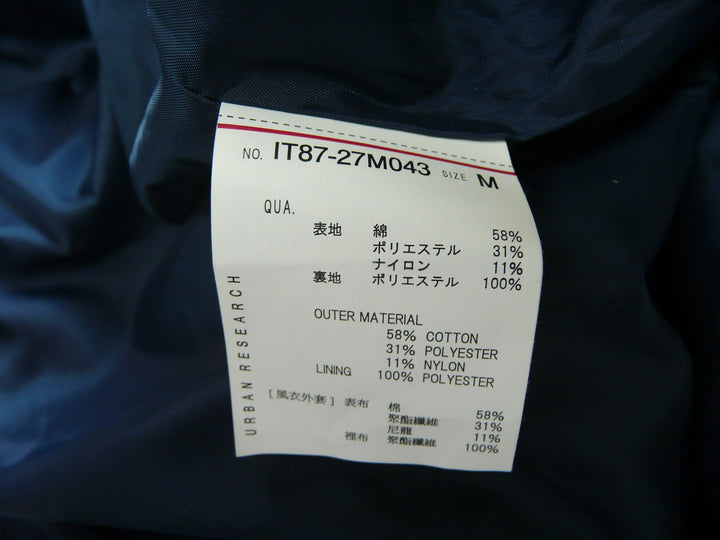 NO. IT87-27M043 SIZE M
QUA.
表地 綿 58%
ポリエステル 31%
ナイロン 11%
裏地 ポリエステル 100%
URBAN RESEARCH
OUTER MATERIAL
58% COTTON
31% POLYESTER
11% NYLON
LINING 100% POLYESTER
[風衣外套] 表布 棉 58%
聚酯纖維 31%
尼龍 11%
裡布 聚酯纖維 100%